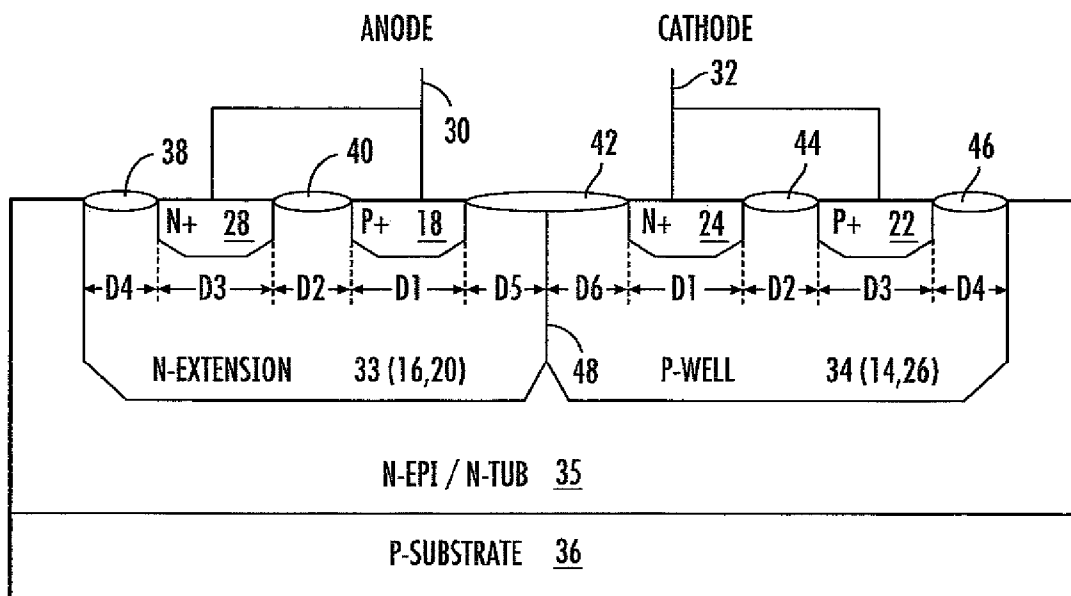 ANODE CATHODE
30 32
38 40 42 44 46
N+ 28 P+ 18 N+ 24 P+ 22
D4 D3 D2 D1 D5 D6 D1 D2 D3 D4
N-EXTENSION 33 (16,20) 48 P-WELL 34 (14,26)
N-EPI / N-TUB 35
P-SUBSTRATE 36